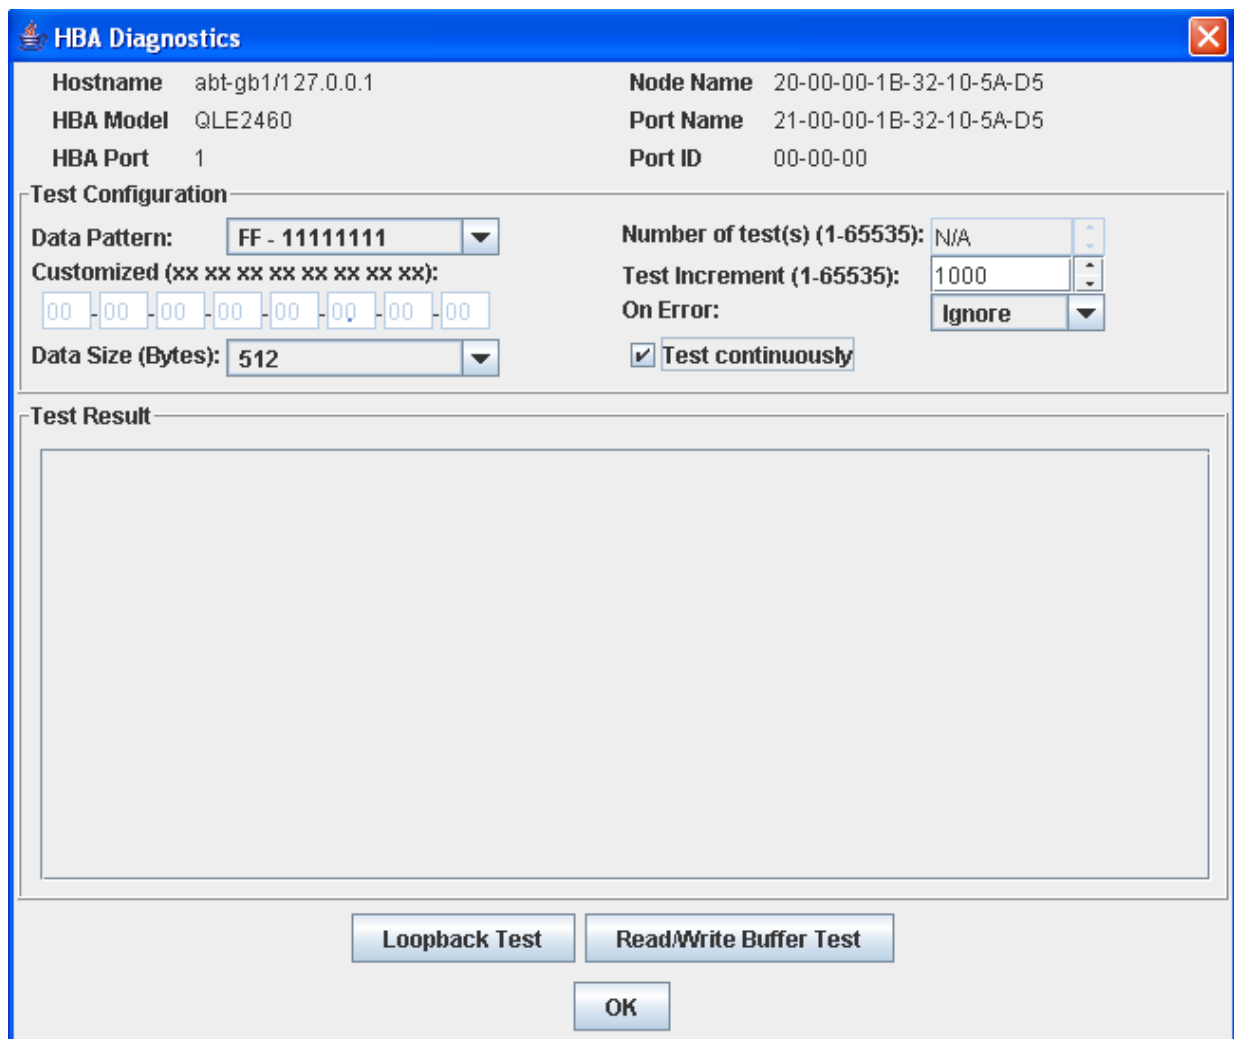 HBA Diagnostics
Hostname abt-gb1/127.0.0.1 Node Name 20-00-00-1B-32-10-5A-D5
HBA Model QLE2460 Port Name 21-00-00-1B-32-10-5A-D5
HBA Port 1 Port ID 00-00-00
Test Configuration
Data Pattern: FF - 11111111 Number of test(s) (1-65535): N/A
Customized (xx xx xx xx xx xx xx xx): Test Increment (1-65535): 1000
00 -00 -00 -00 -00 -00 -00 -00 On Error: Ignore
Data Size (Bytes): 512 Test continuously
Test Result
Loopback Test Read/Write Buffer Test
OK